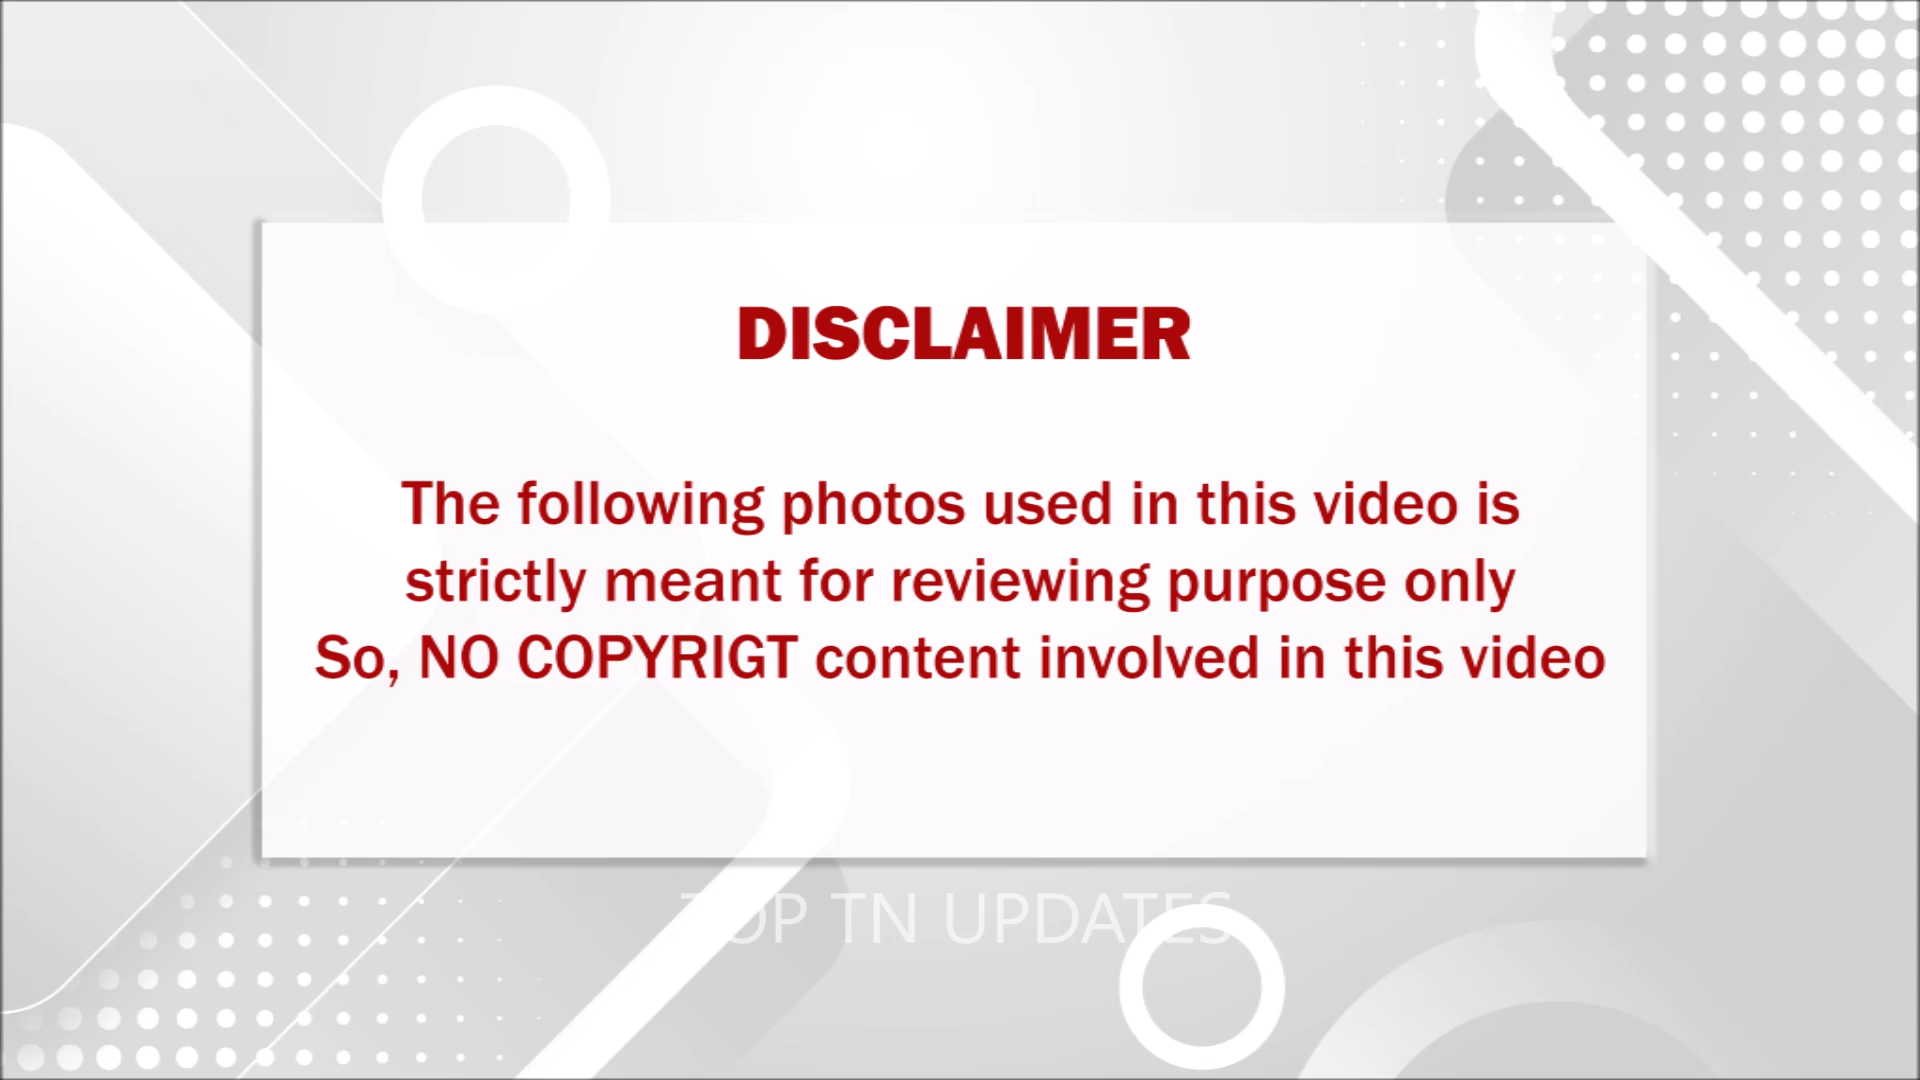 DISCLAIMER
The following photos used in this video is
strictly meant for reviewing purpose only
So, NO COPYRIGT content involved in this video
TOP TN UPDATES